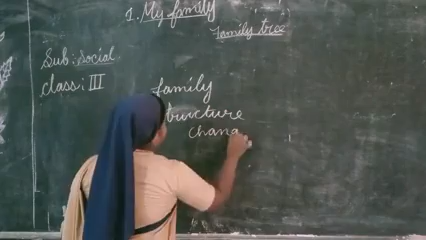 1. My family
Family tree
Sub: social
class: III
family
structure
chang